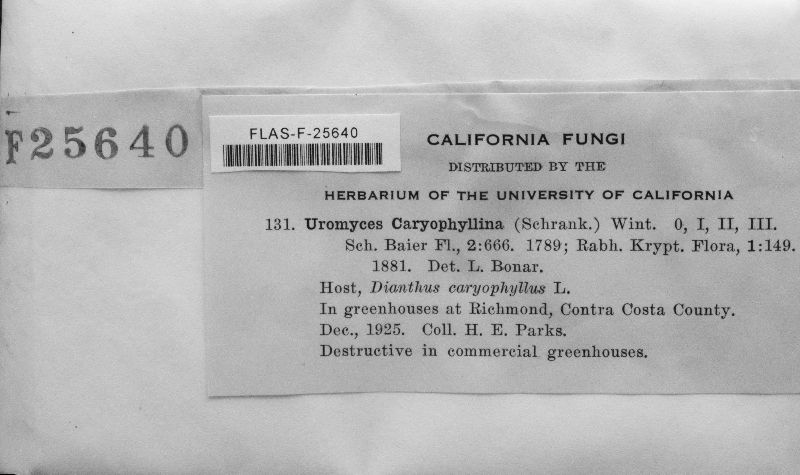 F25640
FLAS-F-25640
CALIFORNIA FUNGI
DISTRIBUTED BY THE
HERBARIUM OF THE UNIVERSITY OF CALIFORNIA
131. Uromyces Caryophyllina (Schrank.) Wint. 0, I, II, III.
Sch. Baier Fl., 2:666. 1789; Rabh. Krypt. Flora, 1:149.
1881. Det. L. Bonar.
Host, Dianthus caryophyllus L.
In greenhouses at Richmond, Contra Costa County.
Dec., 1925. Coll. H. E. Parks.
Destructive in commercial greenhouses.